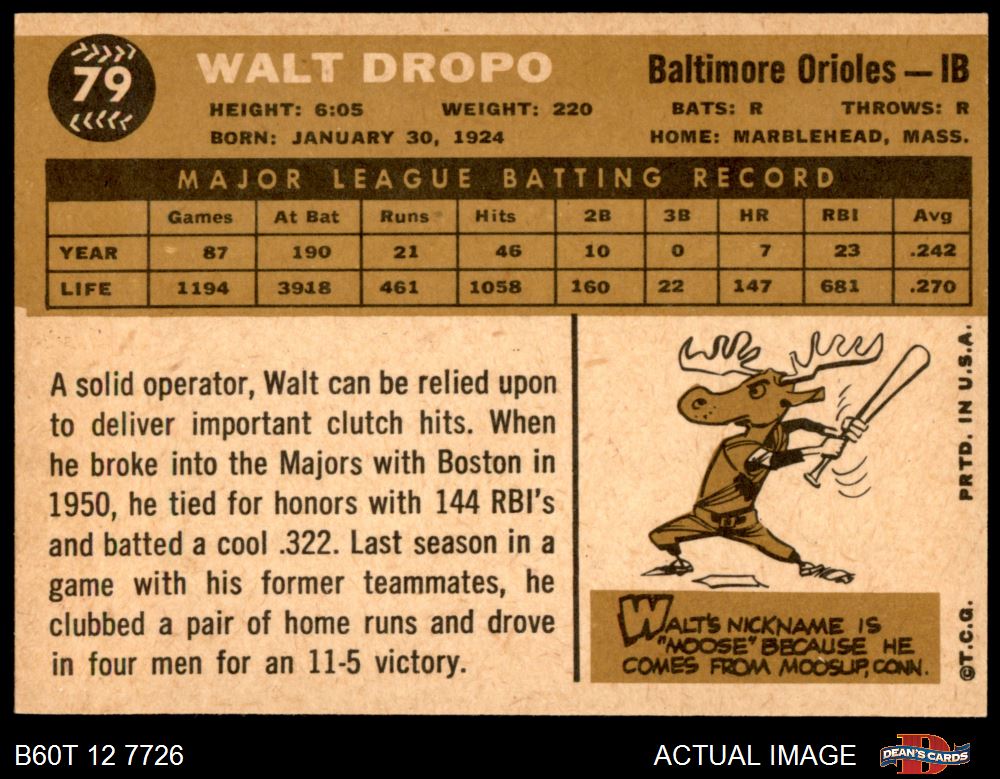 79
WALT DROPO
Baltimore Orioles — 1B
HEIGHT: 6:05 WEIGHT: 220 BATS: R THROWS: R
BORN: JANUARY 30, 1924 HOME: MARBLEHEAD, MASS.
MAJOR LEAGUE BATTING RECORD
Games At Bat Runs Hits 2B 3B HR RBI Avg
YEAR 87 190 21 46 10 0 7 23 .242
LIFE 1194 3918 461 1058 160 22 147 681 .270
A solid operator, Walt can be relied upon
to deliver important clutch hits. When
he broke into the Majors with Boston in
1950, he tied for honors with 144 RBI's
and batted a cool .322. Last season in a
game with his former teammates, he
clubbed a pair of home runs and drove
in four men for an 11-5 victory.
WALT'S NICKNAME IS
"MOOSE" BECAUSE HE
COMES FROM MOOSUP, CONN.
©T.C.G. PRTD. IN U.S.A.
B60T 12 7726
ACTUAL IMAGE
DEAN'S CARDS